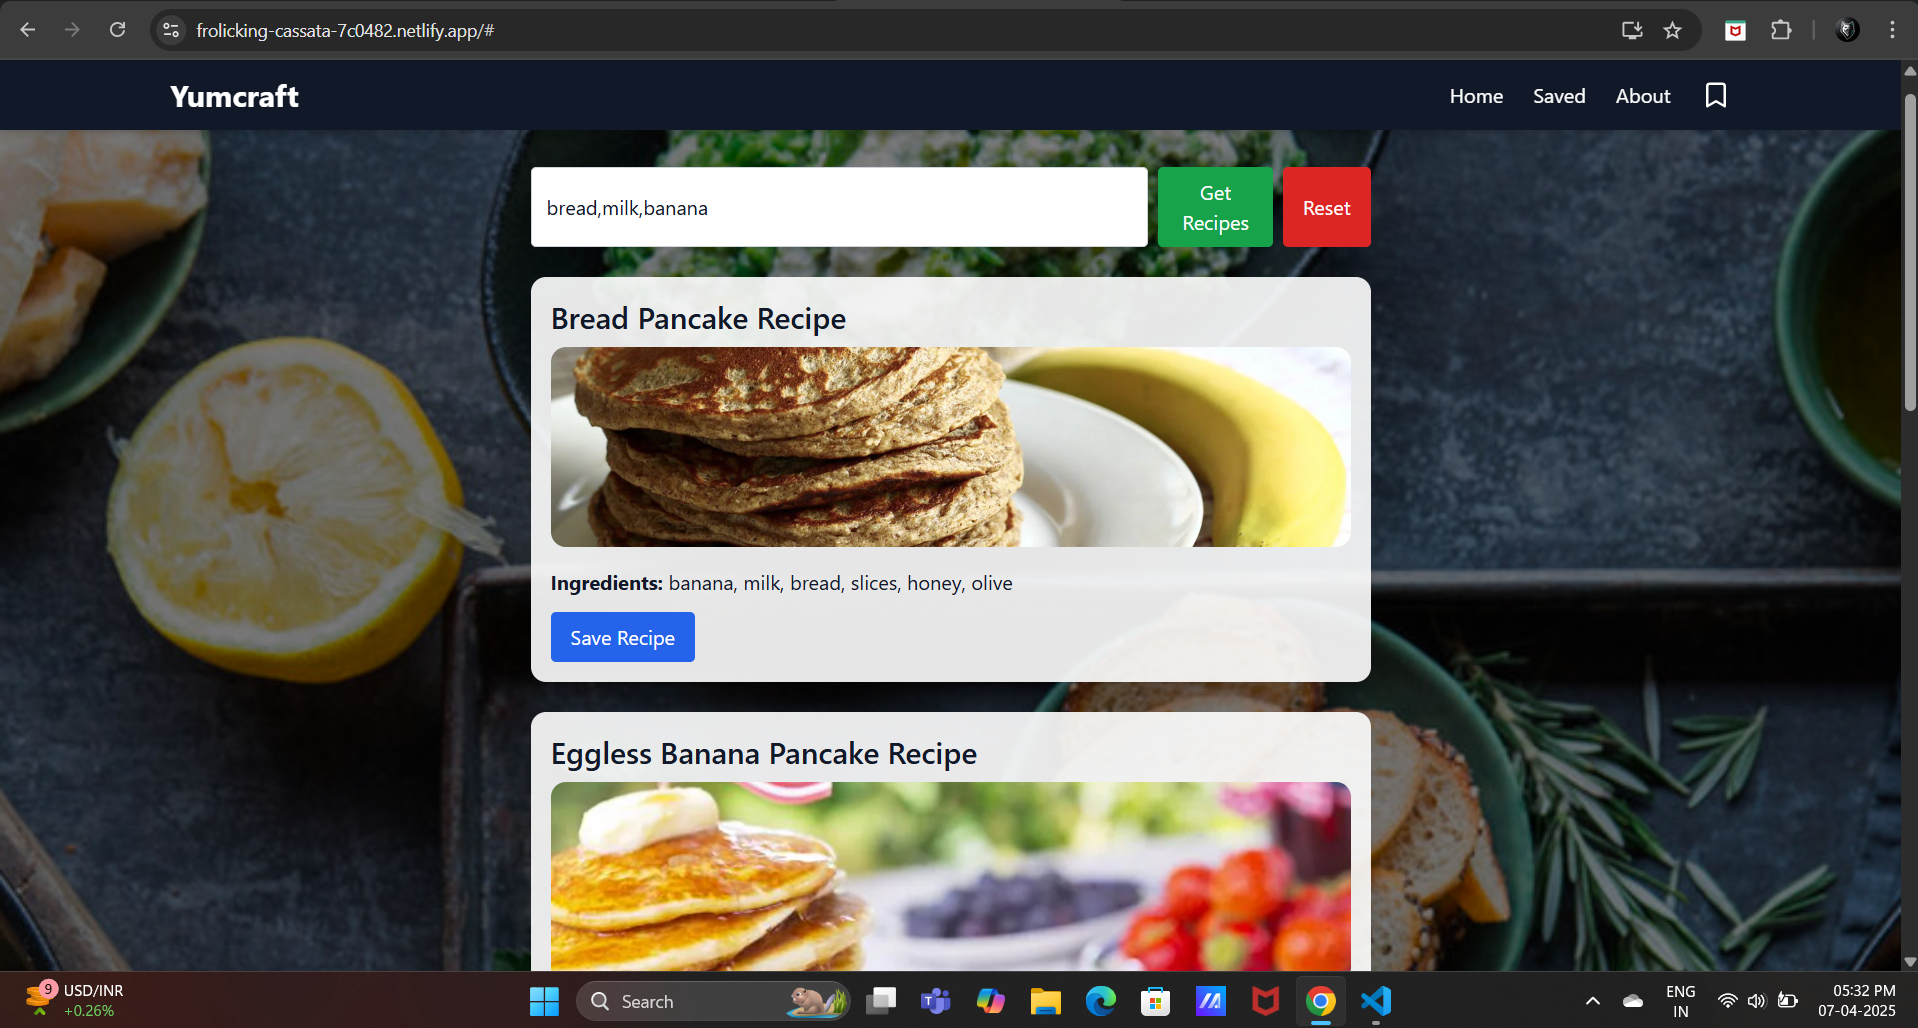 frolicking-cassata-7c0482.netlify.app/#
Yumcraft
Home Saved About
bread,milk,banana
Get
Recipes
Reset
Bread Pancake Recipe
Ingredients: banana, milk, bread, slices, honey, olive
Save Recipe
Eggless Banana Pancake Recipe
9
USD/INR
+0.26%
Search
ENG
IN
05:32 PM
07-04-2025